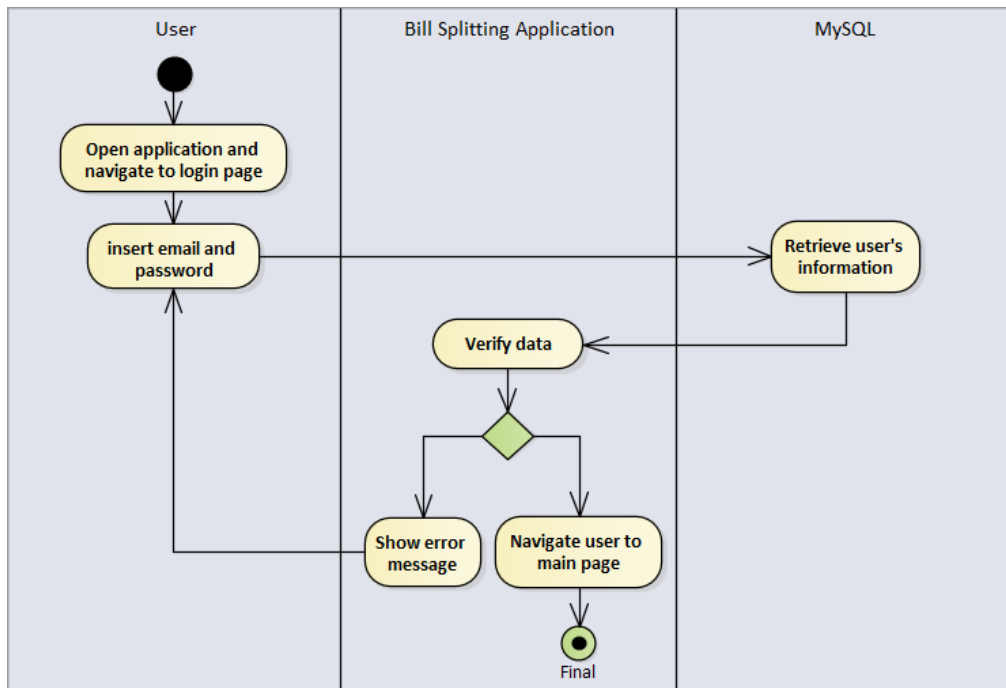 User
Bill Splitting Application
MySQL
Open application and
navigate to login page
insert email and
password
Retrieve user's
information
Verify data
Show error
message
Navigate user to
main page
Final